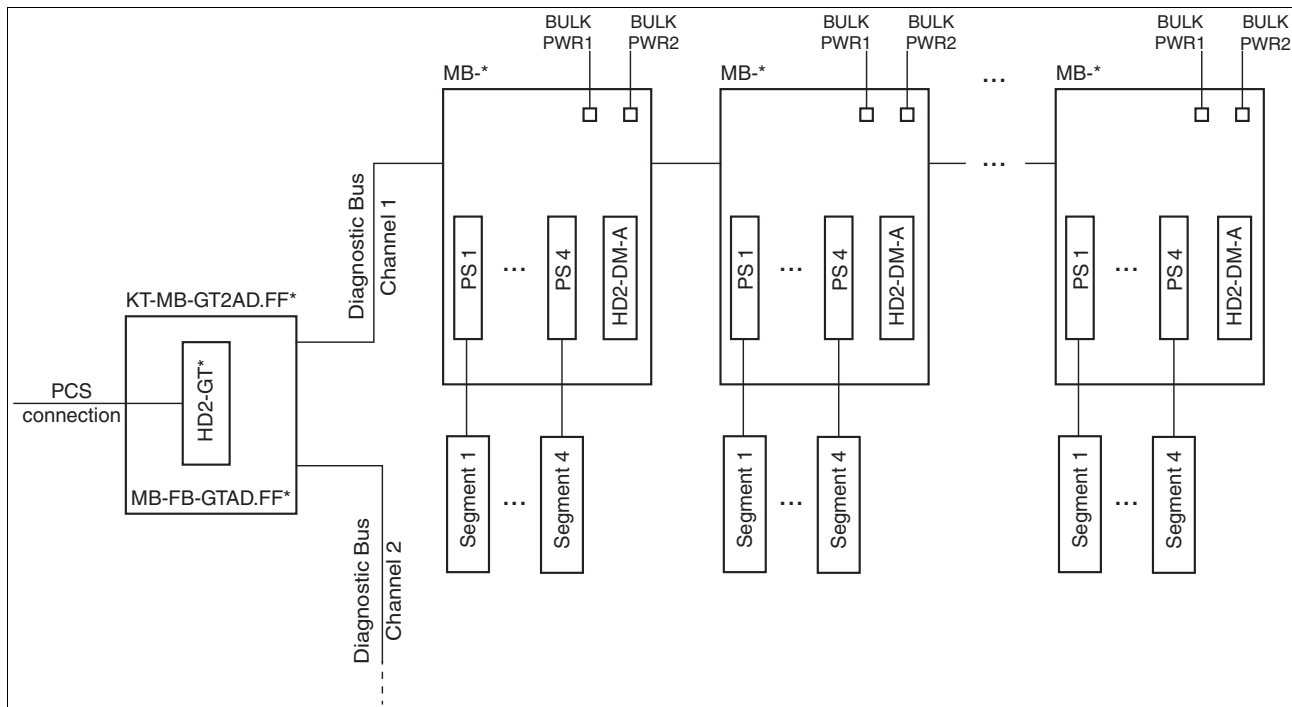 BULK PWR1
BULK PWR2
BULK PWR1
BULK PWR2
BULK PWR1
BULK PWR2
MB-*
MB-*
...
MB-*
Diagnostic Bus
Channel 1
...
PS 1
...
PS 4
HD2-DM-A
PS 1
...
PS 4
HD2-DM-A
PS 1
...
PS 4
HD2-DM-A
KT-MB-GT2AD.FF*
HD2-GT*
PCS
connection
MB-FB-GTAD.FF*
Segment 1
...
Segment 4
Segment 1
...
Segment 4
Segment 1
...
Segment 4
Diagnostic Bus
Channel 2